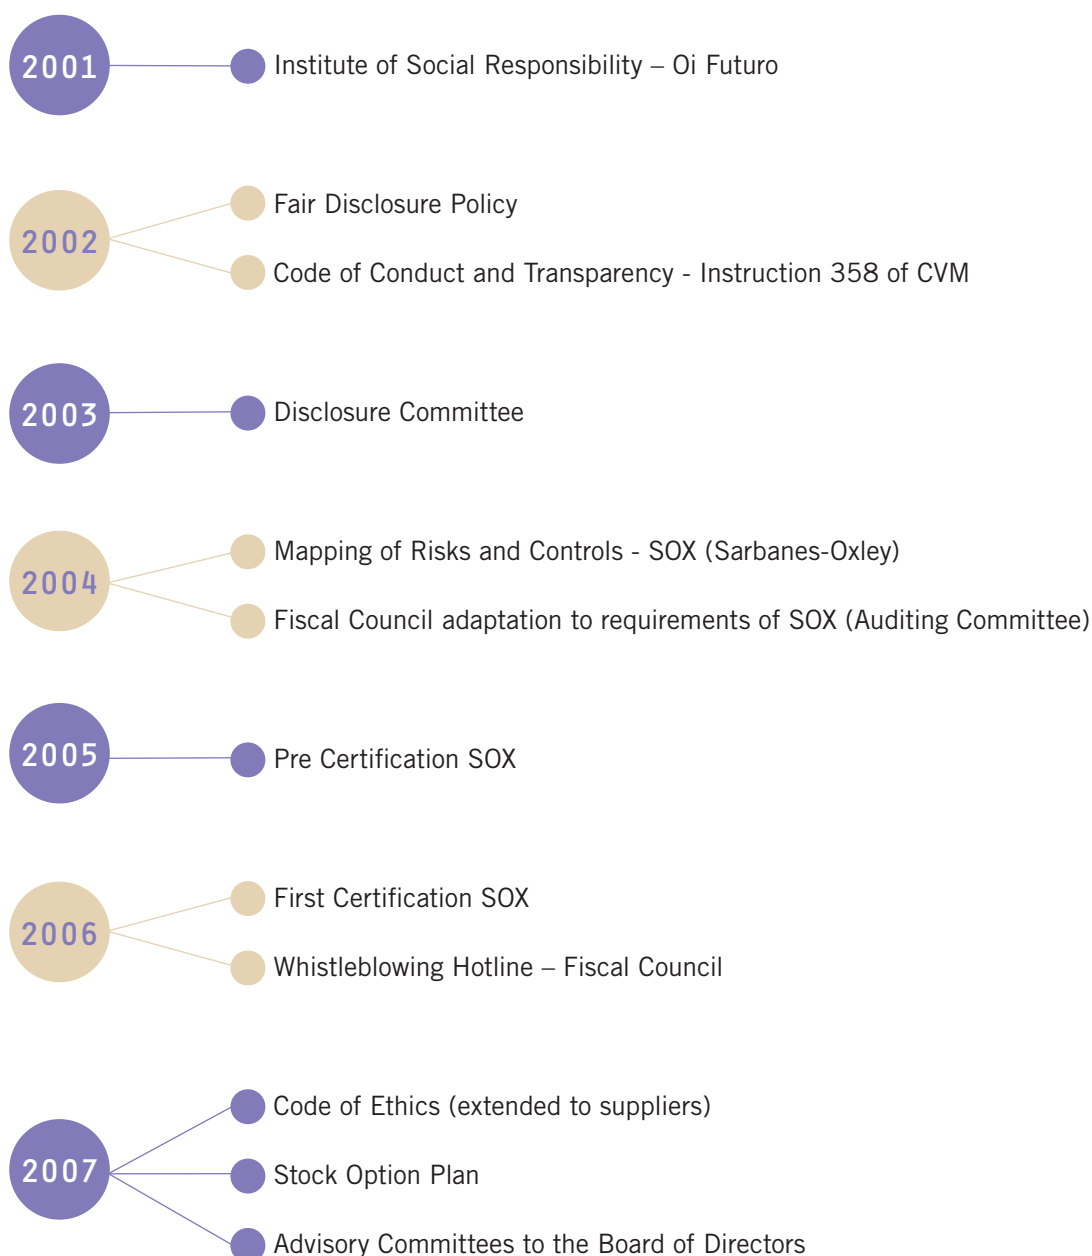 2001
Institute of Social Responsibility – Oi Futuro
Fair Disclosure Policy
2002
Code of Conduct and Transparency - Instruction 358 of CVM
2003
Disclosure Committee
Mapping of Risks and Controls - SOX (Sarbanes-Oxley)
2004
Fiscal Council adaptation to requirements of SOX (Auditing Committee)
2005
Pre Certification SOX
First Certification SOX
2006
Whistleblowing Hotline – Fiscal Council
Code of Ethics (extended to suppliers)
2007
Stock Option Plan
Advisory Committees to the Board of Directors